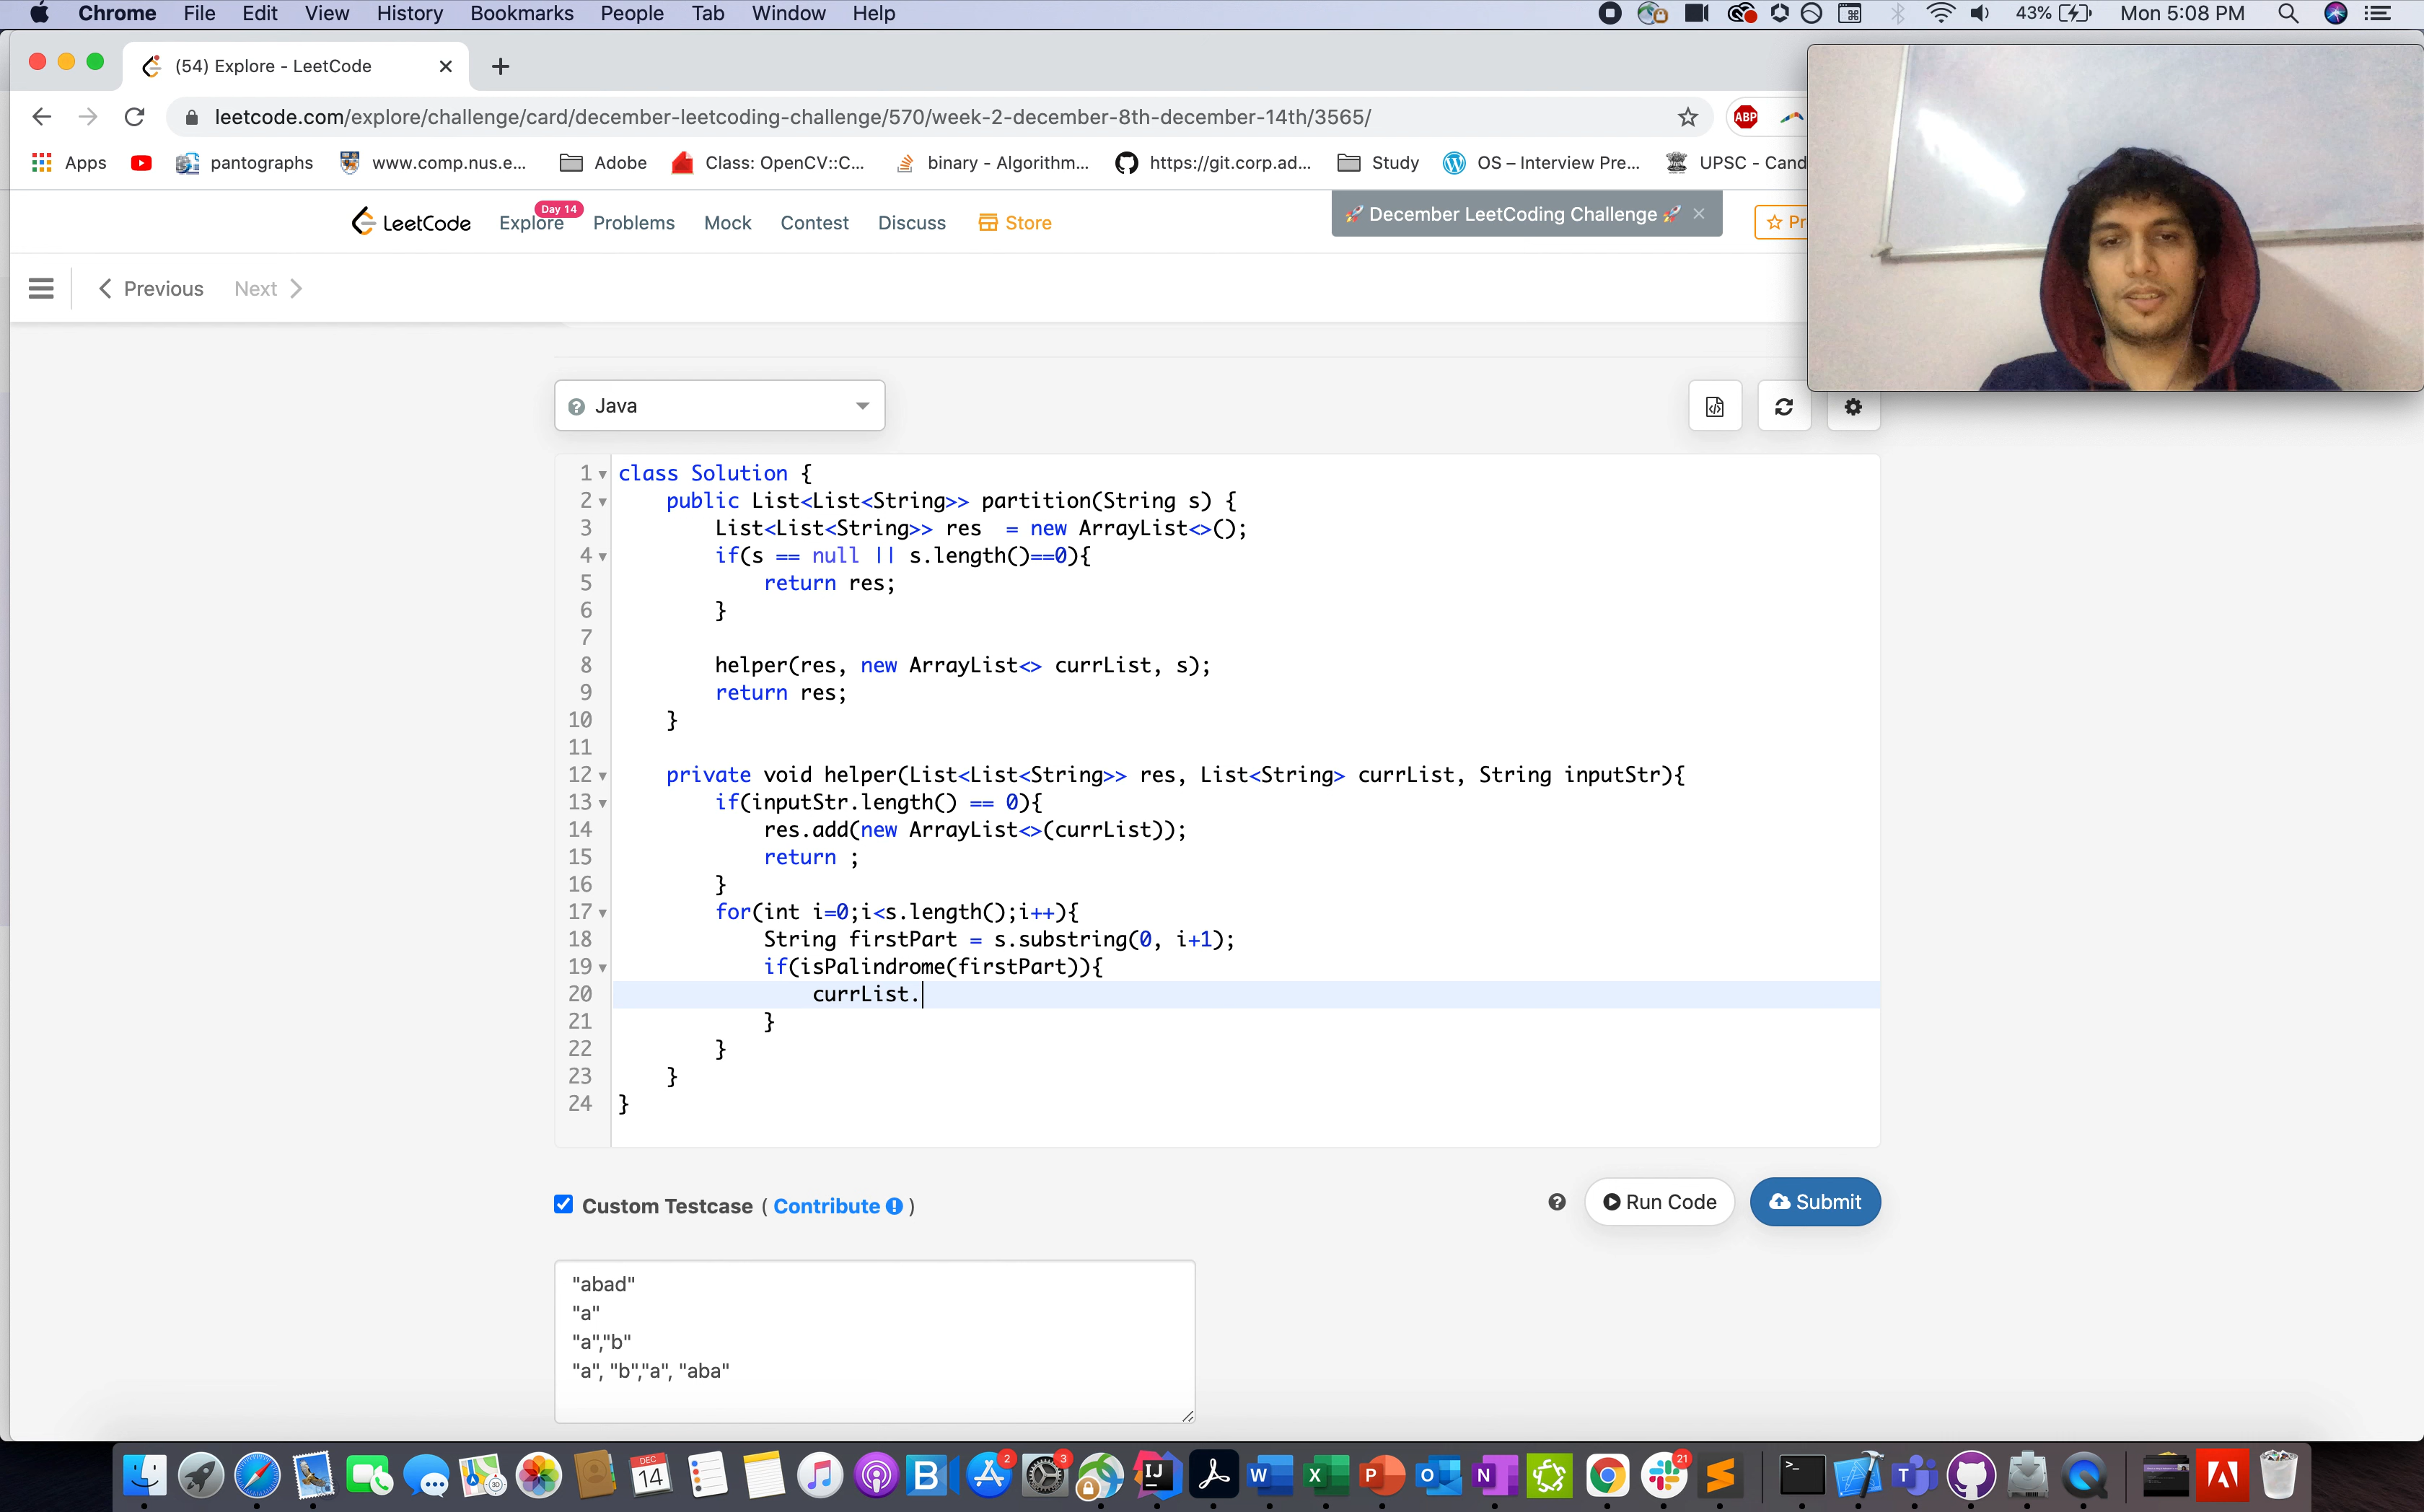 Chrome File Edit View History Bookmarks People Tab Window Help 43% Mon 5:08 PM
(54) Explore - LeetCode
leetcode.com/explore/challenge/card/december-leetcoding-challenge/570/week-2-december-8th-december-14th/3565/
ABP
Apps pantographs www.comp.nus.e... Adobe Class: OpenCV::C... binary - Algorithm... https://git.corp.ad... Study OS – Interview Pre... UPSC - Cand
LeetCode Explore Day 14 Problems Mock Contest Discuss Store
🚀 December LeetCoding Challenge 🚀 ×
Pr
Previous Next
Java
1 class Solution {
2 public List<List<String>> partition(String s) {
3 List<List<String>> res  = new ArrayList<>();
4 if(s == null || s.length()==0){
5 return res;
6 }
7
8 helper(res, new ArrayList<> currList, s);
9 return res;
10 }
11
12 private void helper(List<List<String>> res, List<String> currList, String inputStr){
13 if(inputStr.length() == 0){
14 res.add(new ArrayList<>(currList));
15 return ;
16 }
17 for(int i=0;i<s.length();i++){
18 String firstPart = s.substring(0, i+1);
19 if(isPalindrome(firstPart)){
20 currList.
21 }
22 }
23 }
24 }
Custom Testcase ( Contribute )
Run Code
Submit
"abad"
"a"
"a","b"
"a", "b","a", "aba"
DEC
14
2
3
21